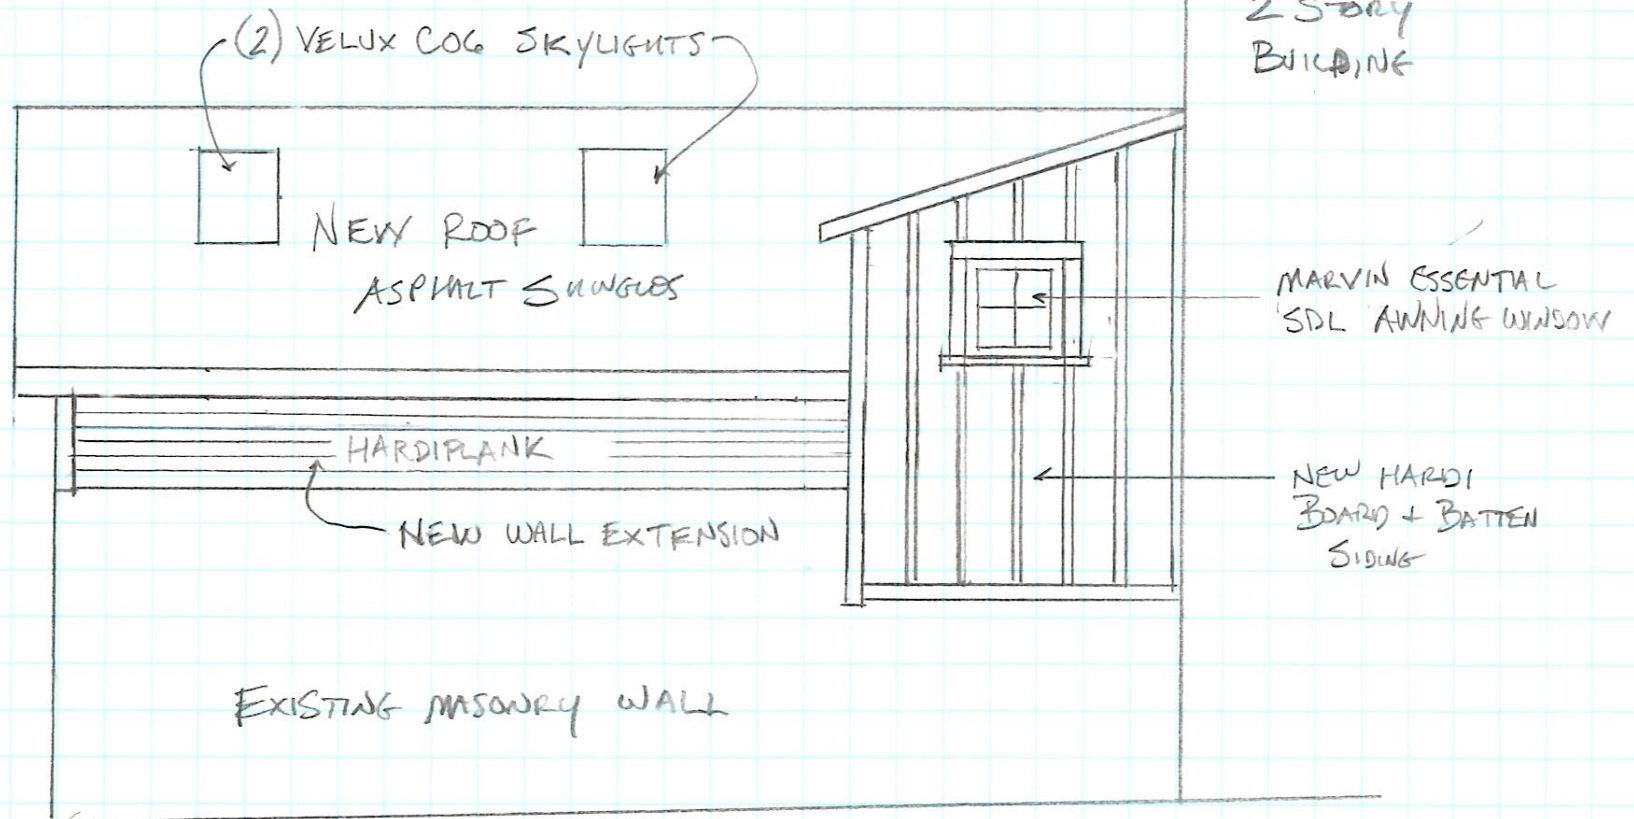 2 STORY
BUILDING
(2) VELUX C06 SKYLIGHTS
NEW ROOF
ASPHALT SHINGLES
MARVIN ESSENTIAL
SDL AWNING WINDOW
HARDIPLANK
NEW HARDI
BOARD + BATTEN
SIDING
NEW WALL EXTENSION
EXISTING MASONRY WALL